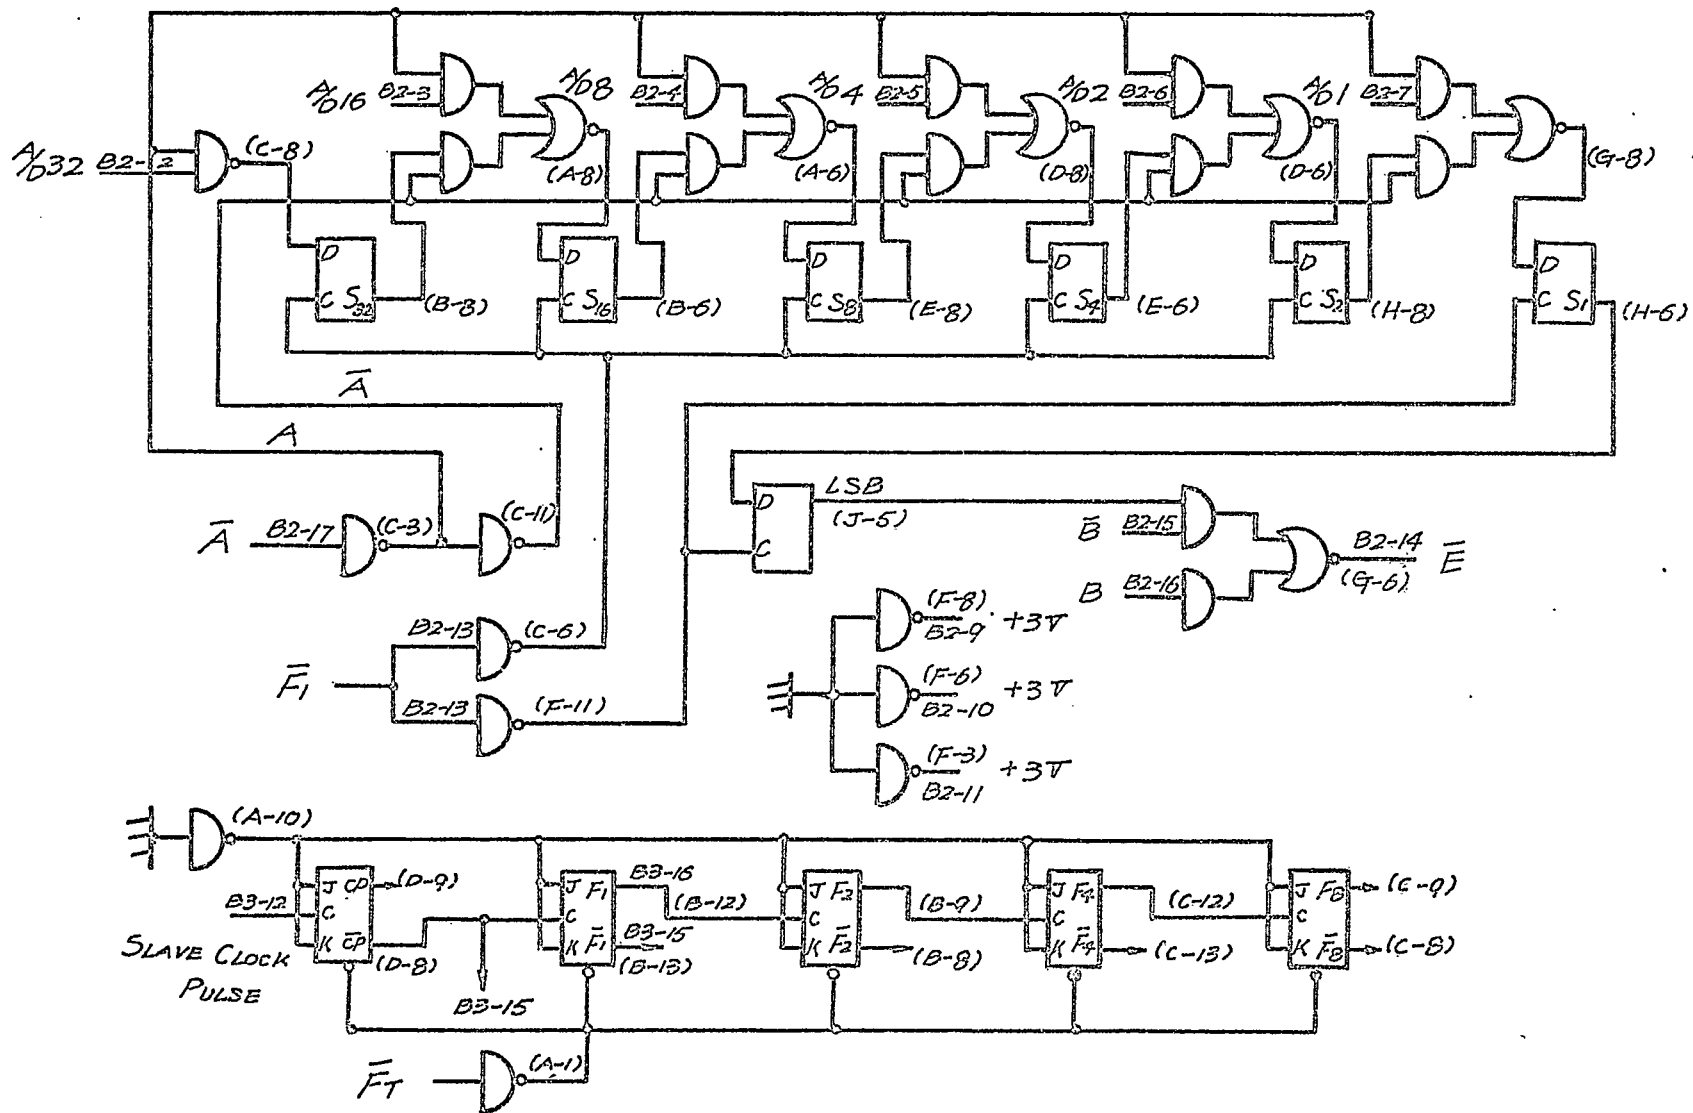 A/D16 B2-3
A/D8 B2-4
A/D4 B2-5
A/D2 B2-6
A/D1 B2-7
A/D32
(C-8)
(A-8)
(A-6)
(D-8)
(D-6)
(G-8)
D
C S32
(B-8)
D
C S16
(B-6)
D
C S8
(E-8)
D
C S4
(E-6)
D
C S2
(H-8)
D
C S1
(H-6)
A̅
A
A̅ B2-17 (C-3) (C-11)
D
C
LSB
(J-5)
B̅ B2-15
B B2-16
B2-14
(G-6)
E̅
F̅1
B2-13 (C-6)
B2-13 (F-11)
(F-8)
B2-9 +3V
(F-6)
B2-10 +3V
(F-3)
B2-11 +3V
(A-10)
B3-12
SLAVE CLOCK
PULSE
J CP (D-9)
C
K C̅P̅ (D-8)
B3-15
J F1 B3-16
C
K F̅1 B3-15
(B-12)
(B-13)
J F2 (B-9)
C
K F̅2 (B-8)
J F4 (C-12)
C
K F̅4 (C-13)
J F8 (C-9)
C
K F̅8 (C-8)
F̅T (A-1)